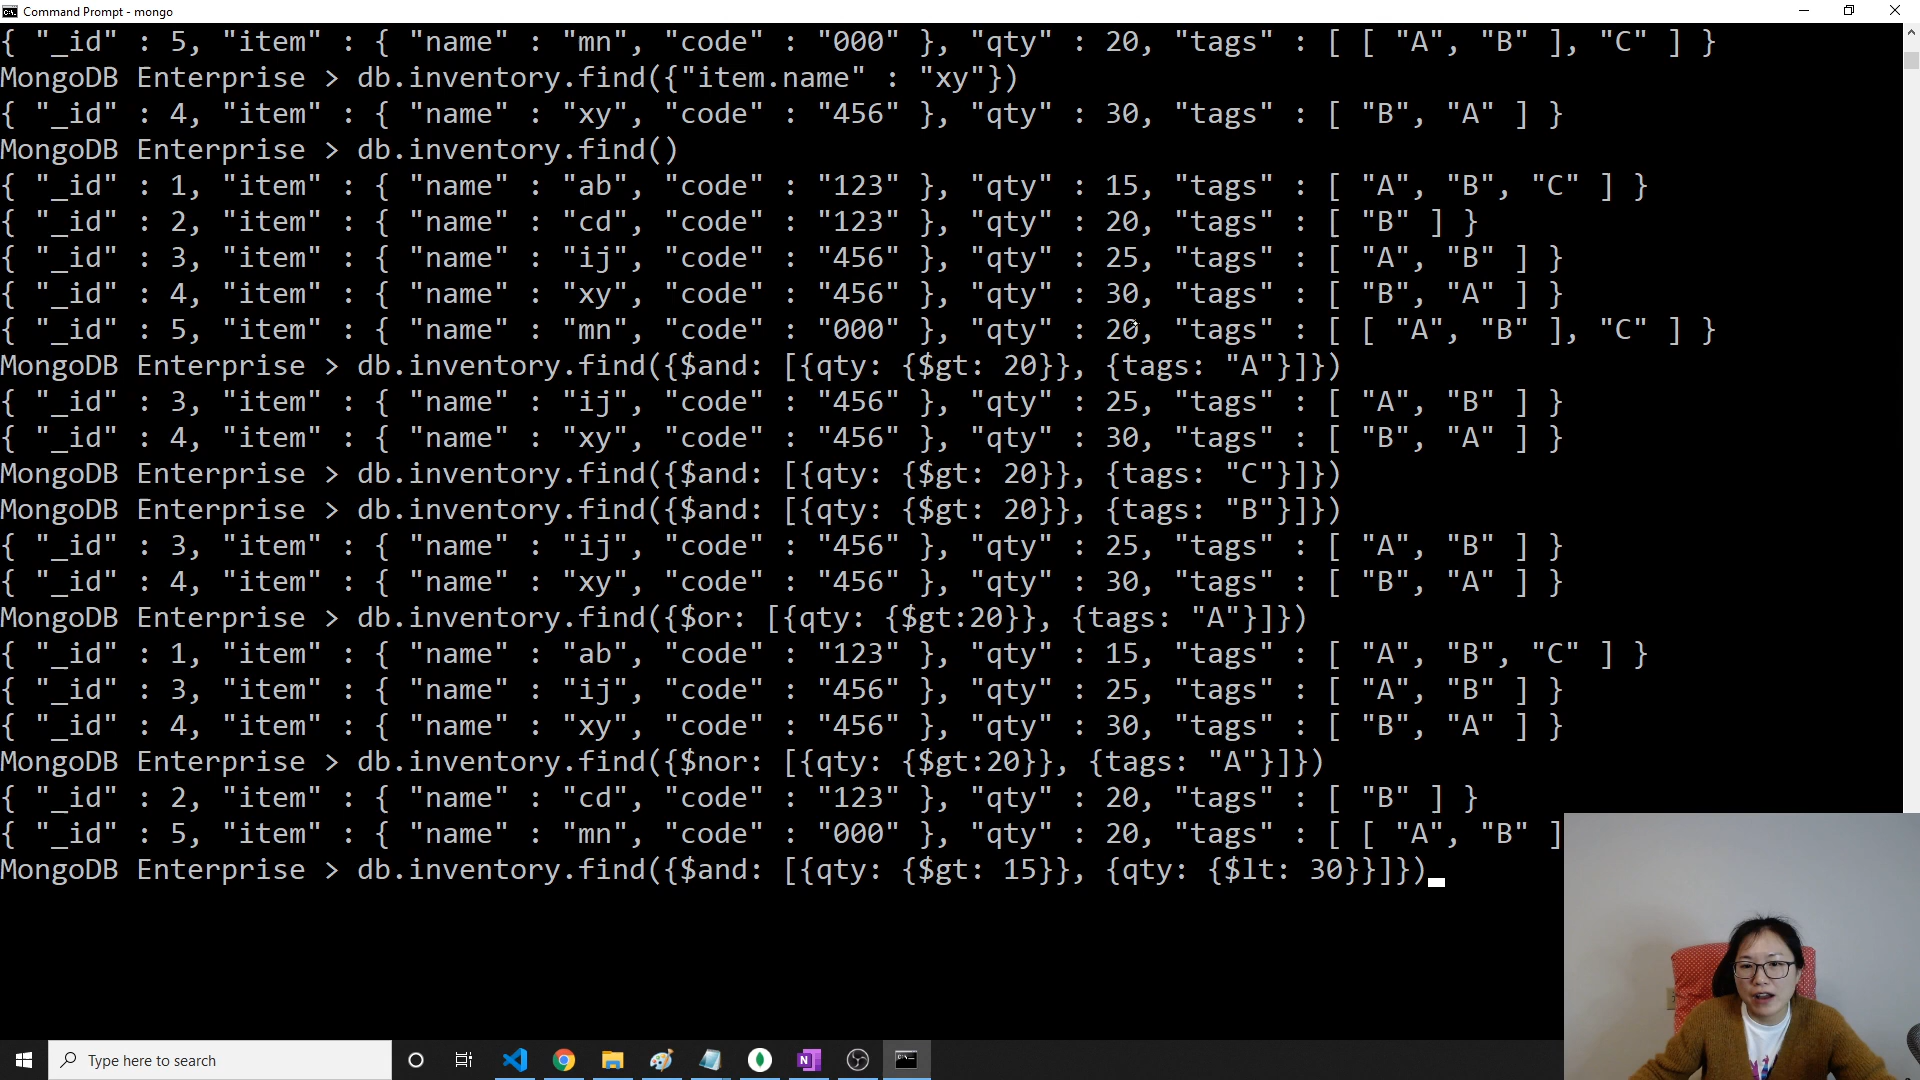 Command Prompt - mongo
{ "_id" : 5, "item" : { "name" : "mn", "code" : "000" }, "qty" : 20, "tags" : [ [ "A", "B" ], "C" ] }
MongoDB Enterprise > db.inventory.find({"item.name" : "xy"})
{ "_id" : 4, "item" : { "name" : "xy", "code" : "456" }, "qty" : 30, "tags" : [ "B", "A" ] }
MongoDB Enterprise > db.inventory.find()
{ "_id" : 1, "item" : { "name" : "ab", "code" : "123" }, "qty" : 15, "tags" : [ "A", "B", "C" ] }
{ "_id" : 2, "item" : { "name" : "cd", "code" : "123" }, "qty" : 20, "tags" : [ "B" ] }
{ "_id" : 3, "item" : { "name" : "ij", "code" : "456" }, "qty" : 25, "tags" : [ "A", "B" ] }
{ "_id" : 4, "item" : { "name" : "xy", "code" : "456" }, "qty" : 30, "tags" : [ "B", "A" ] }
{ "_id" : 5, "item" : { "name" : "mn", "code" : "000" }, "qty" : 20, "tags" : [ [ "A", "B" ], "C" ] }
MongoDB Enterprise > db.inventory.find({$and: [{qty: {$gt: 20}}, {tags: "A"}]})
{ "_id" : 3, "item" : { "name" : "ij", "code" : "456" }, "qty" : 25, "tags" : [ "A", "B" ] }
{ "_id" : 4, "item" : { "name" : "xy", "code" : "456" }, "qty" : 30, "tags" : [ "B", "A" ] }
MongoDB Enterprise > db.inventory.find({$and: [{qty: {$gt: 20}}, {tags: "C"}]})
MongoDB Enterprise > db.inventory.find({$and: [{qty: {$gt: 20}}, {tags: "B"}]})
{ "_id" : 3, "item" : { "name" : "ij", "code" : "456" }, "qty" : 25, "tags" : [ "A", "B" ] }
{ "_id" : 4, "item" : { "name" : "xy", "code" : "456" }, "qty" : 30, "tags" : [ "B", "A" ] }
MongoDB Enterprise > db.inventory.find({$or: [{qty: {$gt:20}}, {tags: "A"}]})
{ "_id" : 1, "item" : { "name" : "ab", "code" : "123" }, "qty" : 15, "tags" : [ "A", "B", "C" ] }
{ "_id" : 3, "item" : { "name" : "ij", "code" : "456" }, "qty" : 25, "tags" : [ "A", "B" ] }
{ "_id" : 4, "item" : { "name" : "xy", "code" : "456" }, "qty" : 30, "tags" : [ "B", "A" ] }
MongoDB Enterprise > db.inventory.find({$nor: [{qty: {$gt:20}}, {tags: "A"}]})
{ "_id" : 2, "item" : { "name" : "cd", "code" : "123" }, "qty" : 20, "tags" : [ "B" ] }
{ "_id" : 5, "item" : { "name" : "mn", "code" : "000" }, "qty" : 20, "tags" : [ [ "A", "B" ]
MongoDB Enterprise > db.inventory.find({$and: [{qty: {$gt: 15}}, {qty: {$lt: 30}}]})
Type here to search